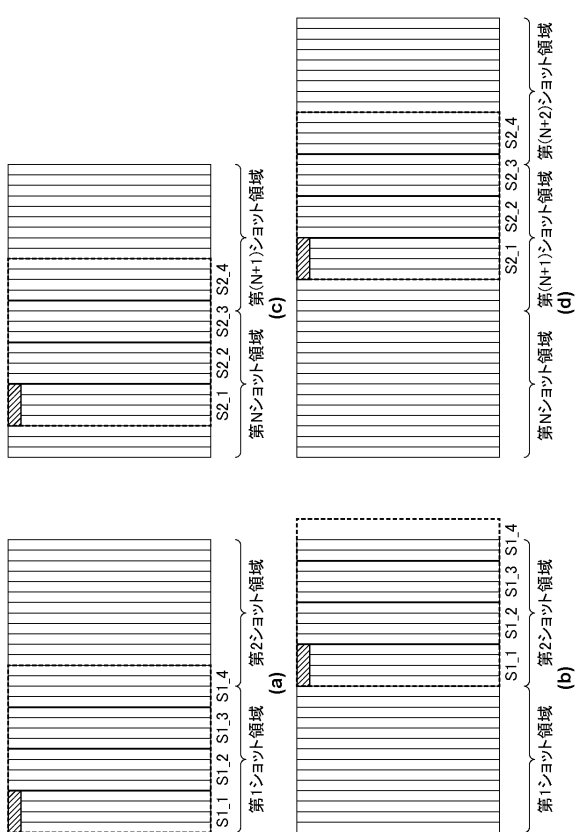 S1_1 S1_2 S1_3 S1_4
第1ショット領域 第2ショット領域
(a)
S1_1 S1_2 S1_3 S1_4
第1ショット領域 第2ショット領域
(b)
S2_1 S2_2 S2_3 S2_4
第Nショット領域 第(N+1)ショット領域
(c)
S2_1 S2_2 S2_3 S2_4
第Nショット領域 第(N+1)ショット領域 第(N+2)ショット領域
(d)